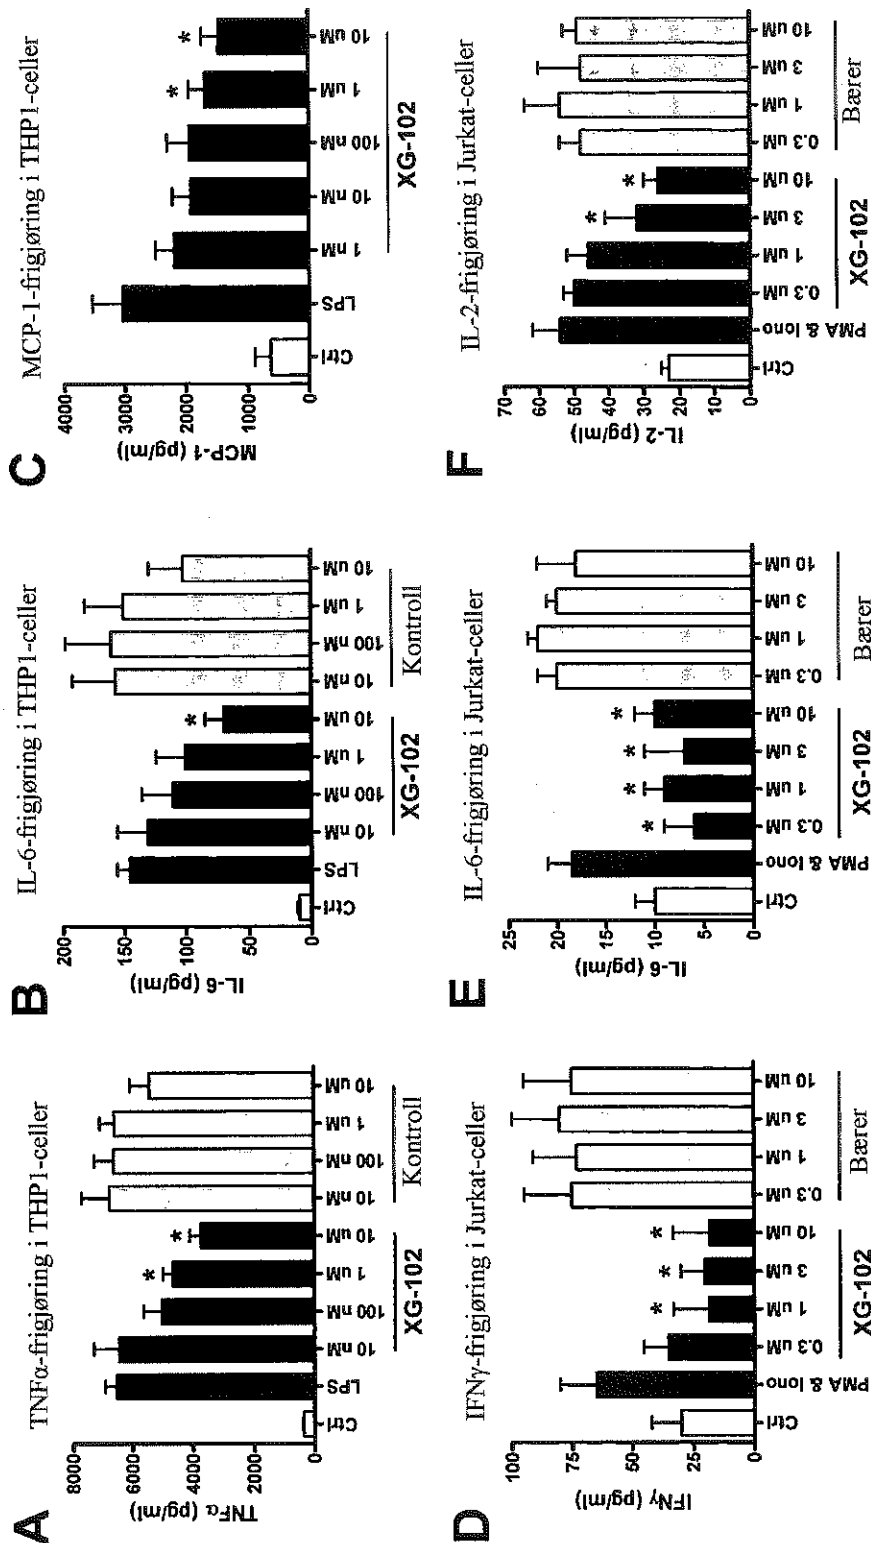 A
TNFα-frigjøring i THP1-celler
TNFα (pg/ml)
8000
6000
4000
2000
0
Ctrl
LPS
10 nM
100 nM
1 uM
10 uM
10 nM
100 nM
1 uM
10 uM
* *
XG-102
Kontroll
B
IL-6-frigjøring i THP1-celler
IL-6 (pg/ml)
200
150
100
50
0
Ctrl
LPS
10 nM
100 nM
1 uM
10 uM
10 nM
100 nM
1 uM
10 uM
*
XG-102
Kontroll
C
MCP-1-frigjøring i THP1-celler
MCP-1 (pg/ml)
4000
3000
2000
1000
0
Ctrl
LPS
1 nM
10 nM
100 nM
1 uM
10 uM
* *
XG-102
D
IFNγ-frigjøring i Jurkat-celler
IFNγ (pg/ml)
100
75
50
25
0
Ctrl
PMA & Iono
0.3 uM
1 uM
3 uM
10 uM
0.3 uM
1 uM
3 uM
10 uM
* * *
XG-102
Bærer
E
IL-6-frigjøring i Jurkat-celler
IL-6 (pg/ml)
25
20
15
10
5
0
Ctrl
PMA & Iono
0.3 uM
1 uM
3 uM
10 uM
0.3 uM
1 uM
3 uM
10 uM
* * * *
XG-102
Bærer
F
IL-2-frigjøring i Jurkat-celler
IL-2 (pg/ml)
70
60
50
40
30
20
10
0
Ctrl
PMA & Iono
0.3 uM
1 uM
3 uM
10 uM
0.3 uM
1 uM
3 uM
10 uM
* *
XG-102
Bærer